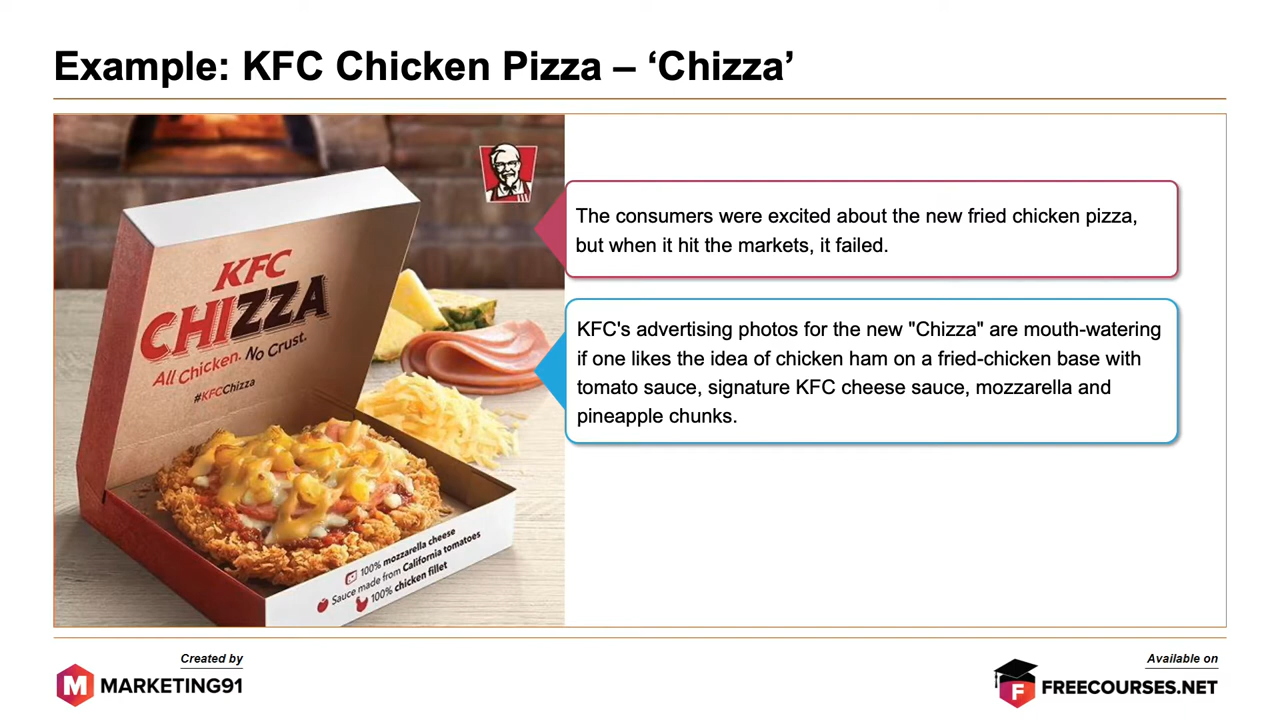 Example: KFC Chicken Pizza – ‘Chizza’
KFC
CHIZZA
All Chicken. No Crust.
#KFCChizza
100% mozzarella cheese
Sauce made from California tomatoes
100% chicken fillet
The consumers were excited about the new fried chicken pizza,
but when it hit the markets, it failed.
KFC's advertising photos for the new "Chizza" are mouth-watering
if one likes the idea of chicken ham on a fried-chicken base with
tomato sauce, signature KFC cheese sauce, mozzarella and
pineapple chunks.
Created by
M MARKETING91
Available on
F FREECOURSES.NET